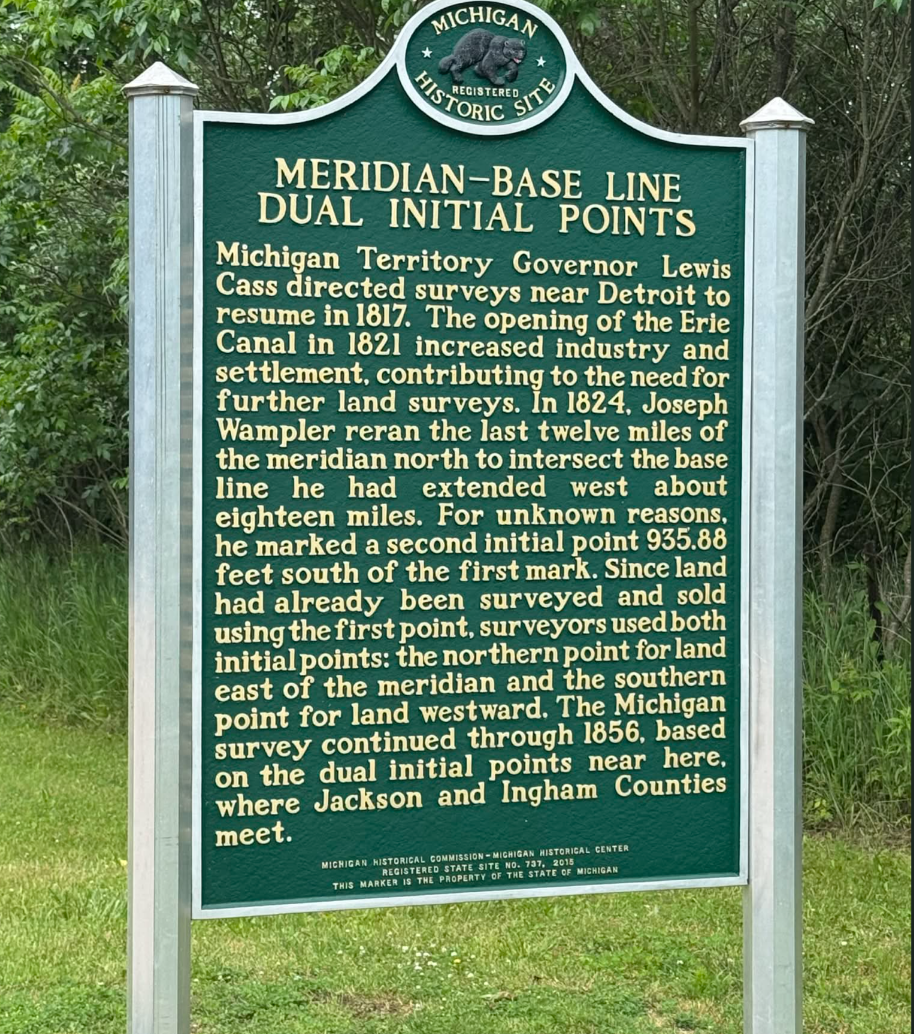 MICHIGAN
REGISTERED
HISTORIC SITE
MERIDIAN–BASE LINE
DUAL INITIAL POINTS
Michigan Territory Governor Lewis
Cass directed surveys near Detroit to
resume in 1817. The opening of the Erie
Canal in 1821 increased industry and
settlement, contributing to the need for
further land surveys. In 1824, Joseph
Wampler reran the last twelve miles of
the meridian north to intersect the base
line he had extended west about
eighteen miles. For unknown reasons,
he marked a second initial point 935.88
feet south of the first mark. Since land
had already been surveyed and sold
using the first point, surveyors used both
initial points: the northern point for land
east of the meridian and the southern
point for land westward. The Michigan
survey continued through 1856, based
on the dual initial points near here,
where Jackson and Ingham Counties
meet.
MICHIGAN HISTORICAL COMMISSION–MICHIGAN HISTORICAL CENTER
REGISTERED STATE SITE NO. 737, 2015
THIS MARKER IS THE PROPERTY OF THE STATE OF MICHIGAN